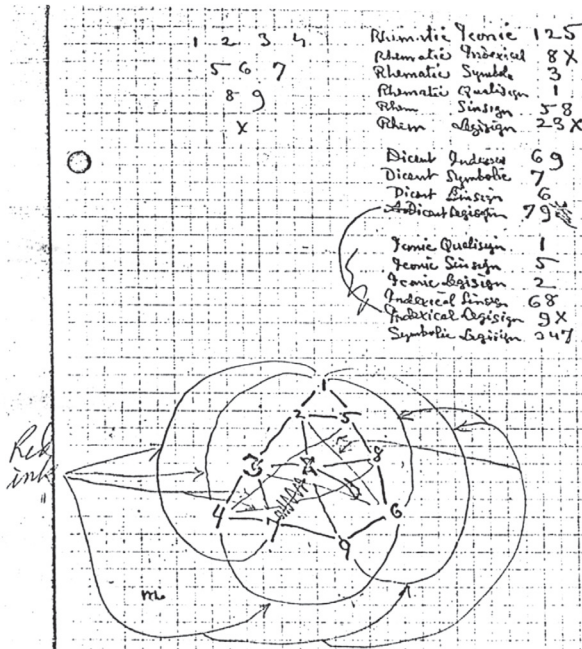 1 2 3 4
5 6 7
8 9
X
Rhematic Iconic 125
Rhematic Indexical 8X
Rhematic Symbols 3
Rhematic Qualisign 1
Rhem Sinsign 58
Rhem Legisign 23X
Dicent Indexes 69
Dicent Symbolic 7
Dicent Sinsign 6
Dicent Legisign 79
Iconic Qualisign 1
Iconic Sinsign 5
Iconic Legisign 2
Indexical Sinsign 68
Indexical Legisign 9X
Symbolic Legisign 347
Red
ink
1
2 5
3 8
4 7 6
9
m